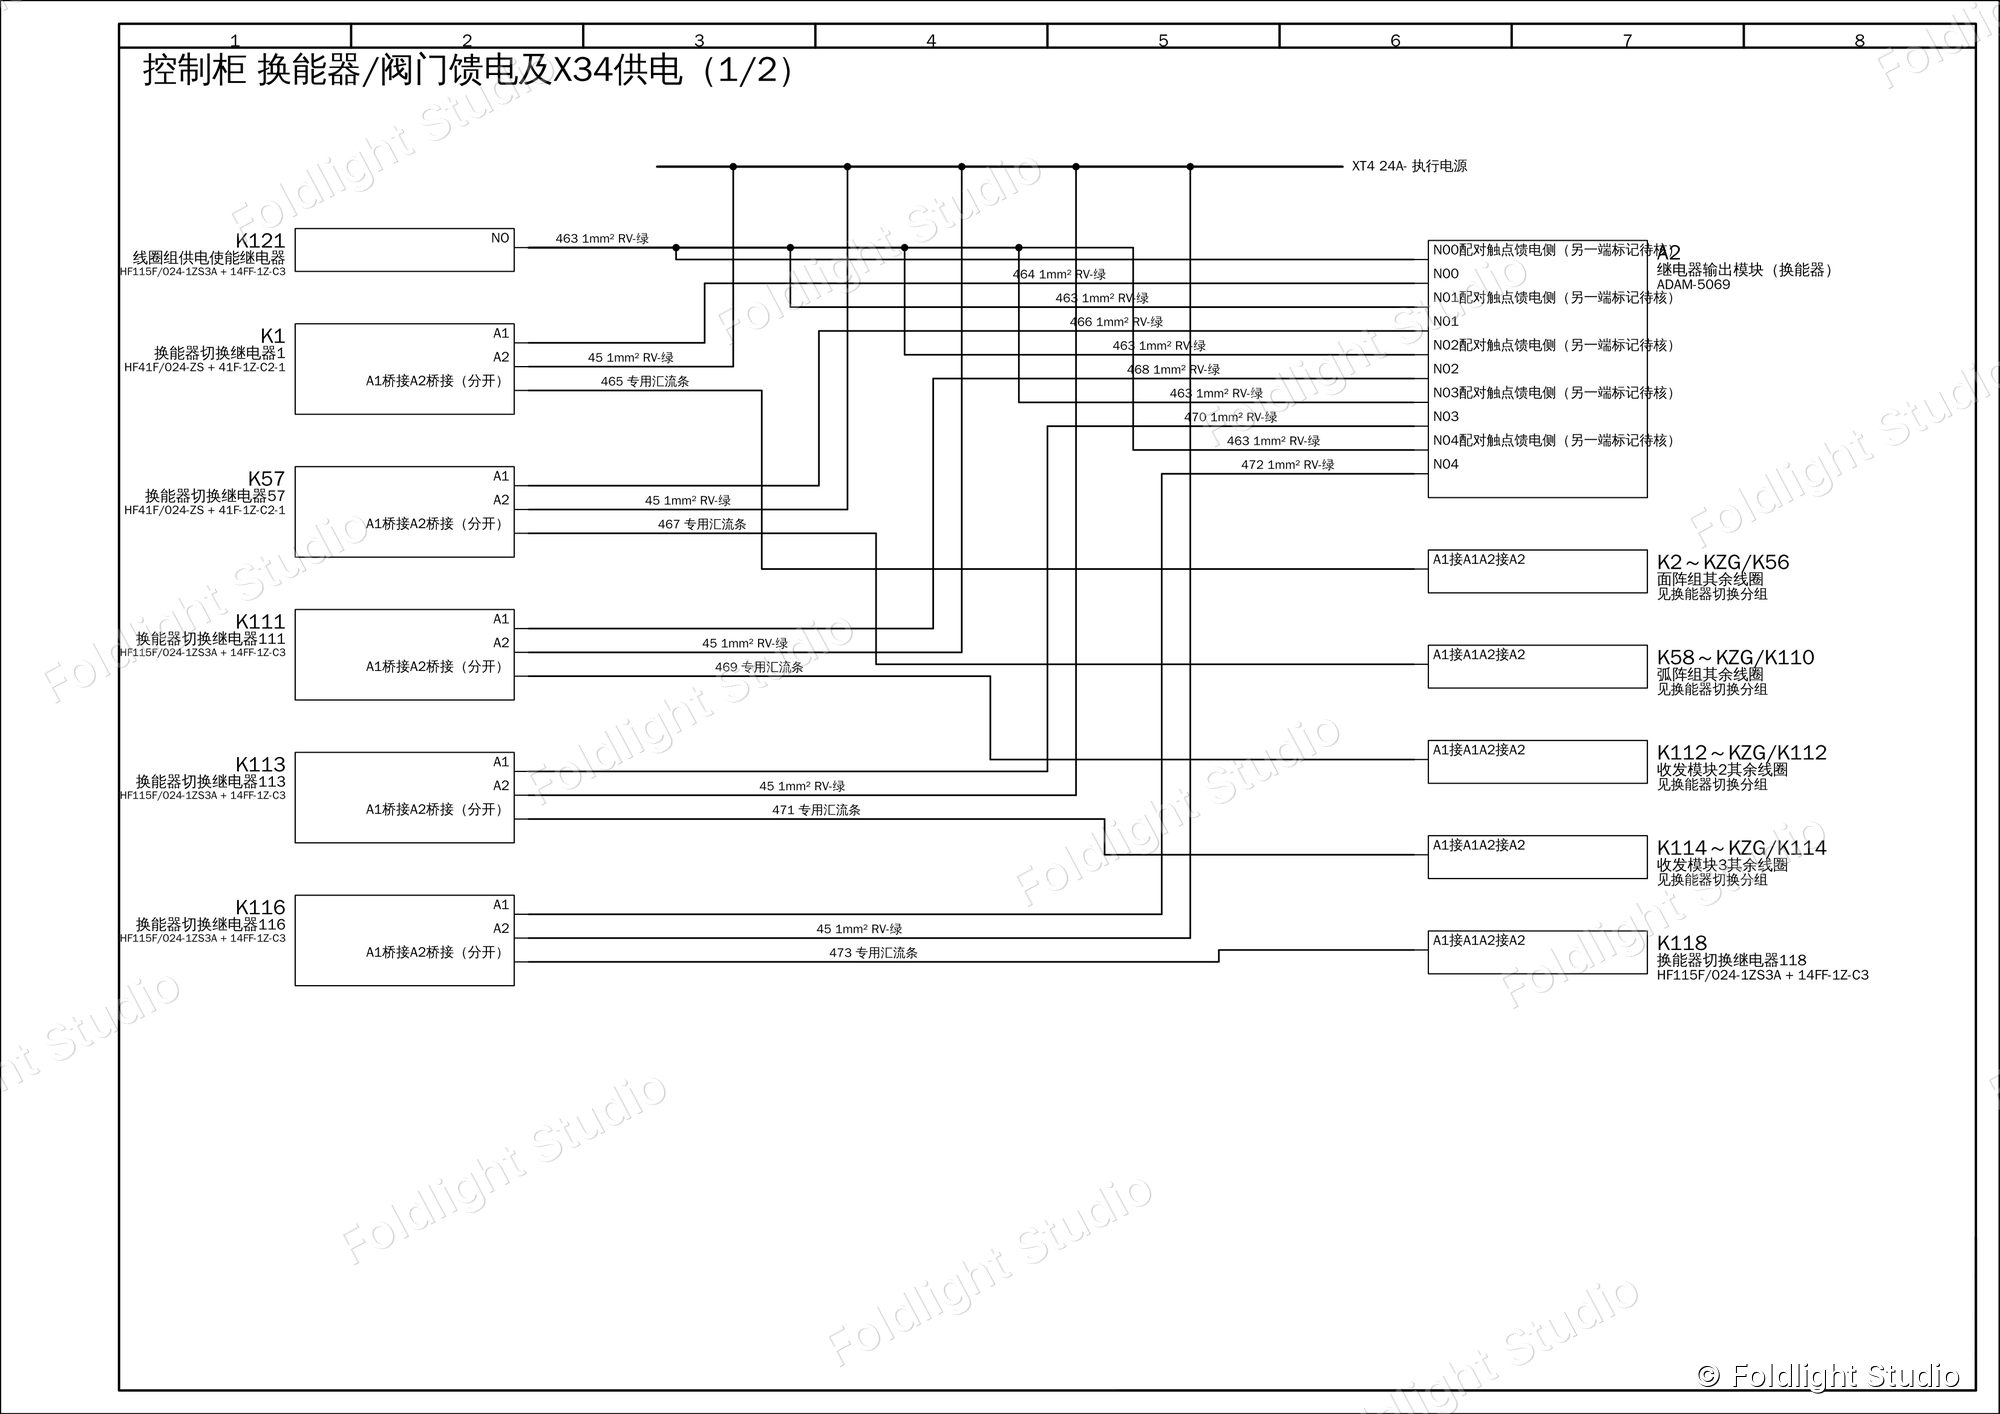 1 2 3 4 5 6 7 8
控制柜 换能器/阀门馈电及X34供电（1/2）
XT4 24A- 执行电源
K121
线圈组供电使能继电器
HF115F/024-1ZS3A + 14FF-1Z-C3
NO
463 1mm² RV-绿
K1
换能器切换继电器1
HF41F/024-ZS + 41F-1Z-C2-1
A1
A2
A1桥接A2桥接（分开）
45 1mm² RV-绿
465 专用汇流条
K57
换能器切换继电器57
HF41F/024-ZS + 41F-1Z-C2-1
A1
A2
A1桥接A2桥接（分开）
45 1mm² RV-绿
467 专用汇流条
K111
换能器切换继电器111
HF115F/024-1ZS3A + 14FF-1Z-C3
A1
A2
A1桥接A2桥接（分开）
45 1mm² RV-绿
469 专用汇流条
K113
换能器切换继电器113
HF115F/024-1ZS3A + 14FF-1Z-C3
A1
A2
A1桥接A2桥接（分开）
45 1mm² RV-绿
471 专用汇流条
K116
换能器切换继电器116
HF115F/024-1ZS3A + 14FF-1Z-C3
A1
A2
A1桥接A2桥接（分开）
45 1mm² RV-绿
473 专用汇流条
464 1mm² RV-绿
463 1mm² RV-绿
466 1mm² RV-绿
463 1mm² RV-绿
468 1mm² RV-绿
463 1mm² RV-绿
470 1mm² RV-绿
463 1mm² RV-绿
472 1mm² RV-绿
N00配对触点馈电侧（另一端标记待核）
N00
N01配对触点馈电侧（另一端标记待核）
N01
N02配对触点馈电侧（另一端标记待核）
N02
N03配对触点馈电侧（另一端标记待核）
N03
N04配对触点馈电侧（另一端标记待核）
N04
A2
继电器输出模块（换能器）
ADAM-5069
A1接A1A2接A2
K2～KZG/K56
面阵组其余线圈
见换能器切换分组
A1接A1A2接A2
K58～KZG/K110
弧阵组其余线圈
见换能器切换分组
A1接A1A2接A2
K112～KZG/K112
收发模块2其余线圈
见换能器切换分组
A1接A1A2接A2
K114～KZG/K114
收发模块3其余线圈
见换能器切换分组
A1接A1A2接A2
K118
换能器切换继电器118
HF115F/024-1ZS3A + 14FF-1Z-C3
© Foldlight Studio